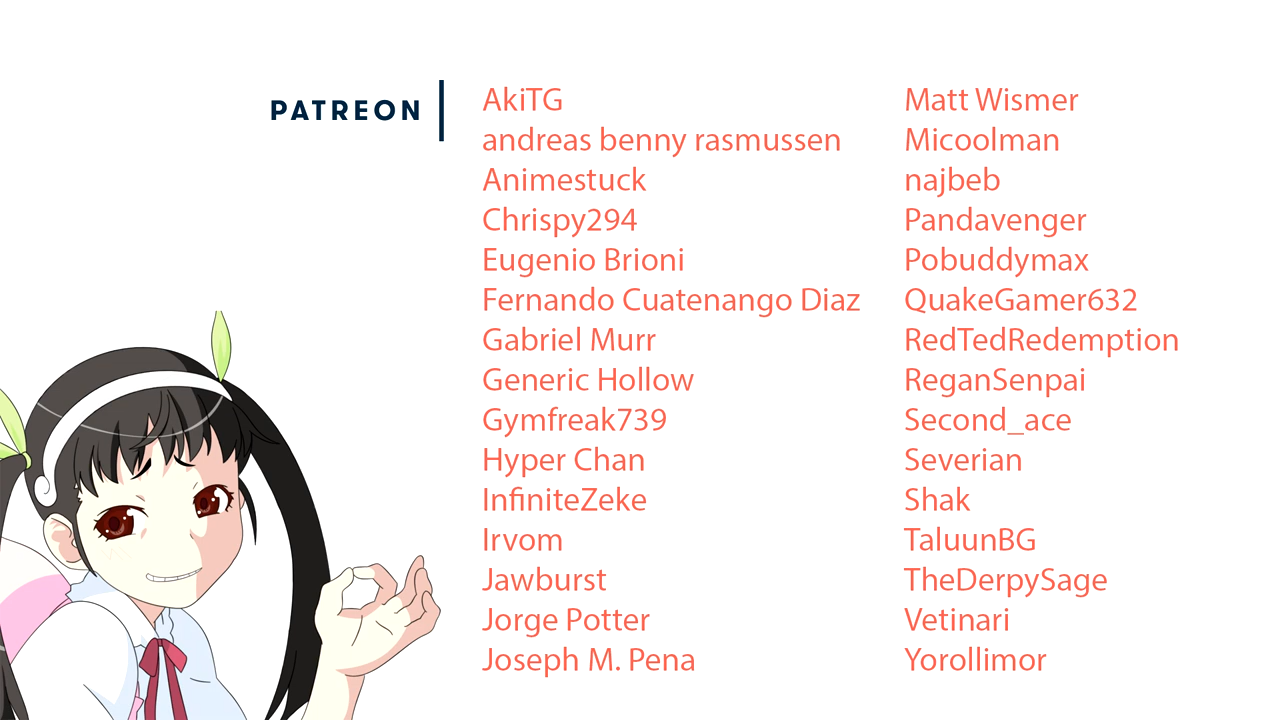 PATREON
AkiTG
andreas benny rasmussen
Animestuck
Chrispy294
Eugenio Brioni
Fernando Cuatenango Diaz
Gabriel Murr
Generic Hollow
Gymfreak739
Hyper Chan
InfiniteZeke
Irvom
Jawburst
Jorge Potter
Joseph M. Pena
Matt Wismer
Micoolman
najbeb
Pandavenger
Pobuddymax
QuakeGamer632
RedTedRedemption
ReganSenpai
Second_ace
Severian
Shak
TaluunBG
TheDerpySage
Vetinari
Yorollimor